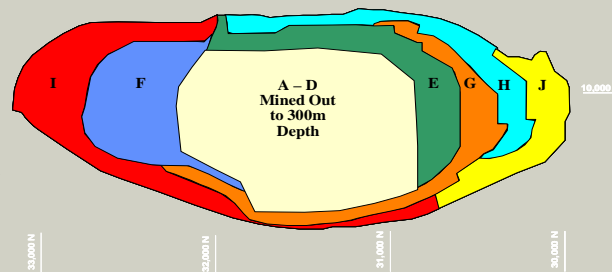 I
F
A – D
Mined Out
to 300m
Depth
E
G
H
J
10,000
33,000 N
32,000 N
31,000 N
30,000 N